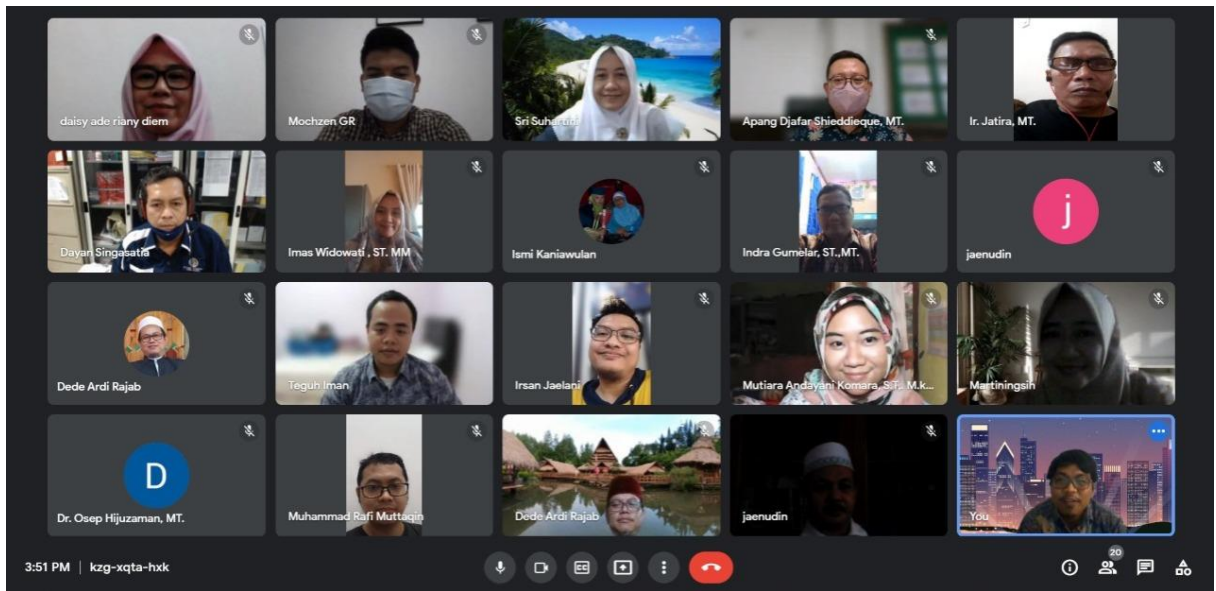 daisy ade riany diem
Mochzen GR
Sri Suhartini
Apang Djafar Shieddieque, MT.
Ir. Jatira, MT.
Dayan Singasatia
Imas Widowati , ST. MM
Ismi Kaniawulan
Indra Gumelar, ST.,MT.
j
jaenudin
Dede Ardi Rajab
Teguh Iman
Irsan Jaelani
Mutiara Andayani Komara, S.T., M.k...
Martiningsih
D
Dr. Osep Hijuzaman, MT.
Muhammad Rafi Muttaqin
Dede Ardi Rajab
jaenudin
You
3:51 PM | kzg-xqta-hxk
CC
20